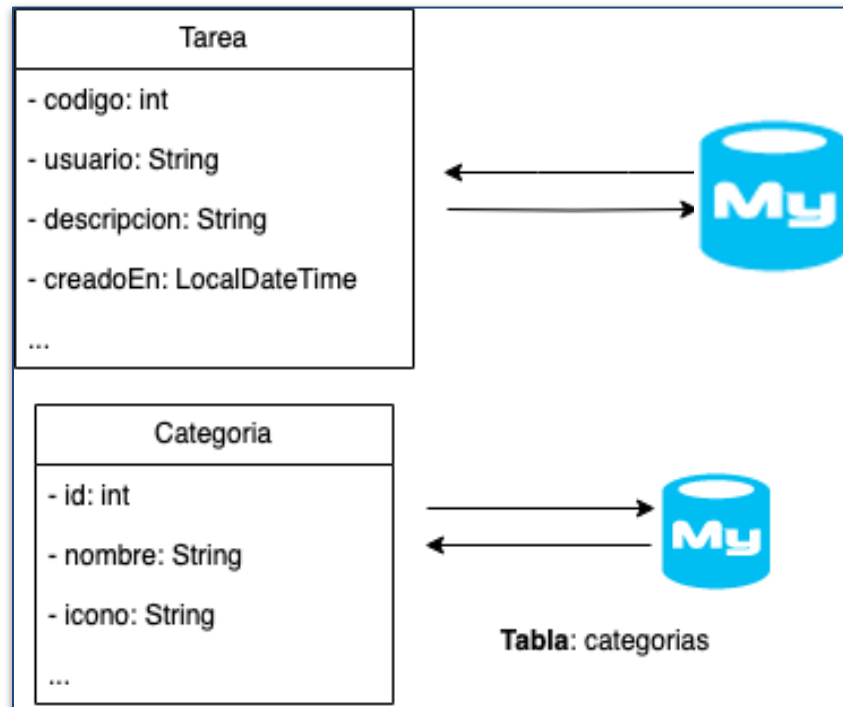 Tarea
- codigo: int
- usuario: String
- descripcion: String
- creadoEn: LocalDateTime
...
My
Categoria
- id: int
- nombre: String
- icono: String
...
My
Tabla: categorias